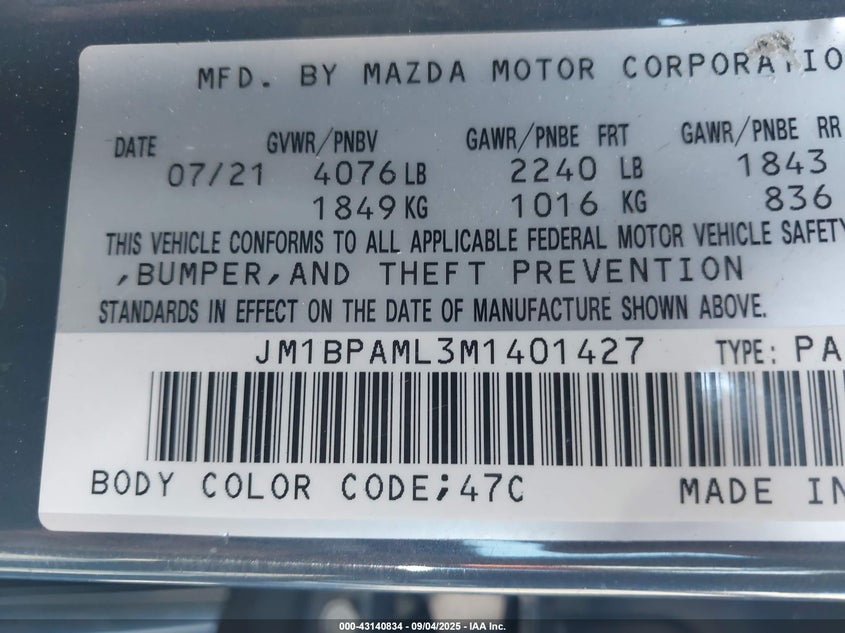 MFD. BY MAZDA MOTOR CORPORATIO
DATE GVWR/PNBV GAWR/PNBE FRT GAWR/PNBE RR
07/21 4076 LB 2240 LB 1843
1849 KG 1016 KG 836
THIS VEHICLE CONFORMS TO ALL APPLICABLE FEDERAL MOTOR VEHICLE SAFETY
,BUMPER,AND THEFT PREVENTION
STANDARDS IN EFFECT ON THE DATE OF MANUFACTURE SHOWN ABOVE.
JM1BPAML3M1401427 TYPE: PA
BODY COLOR CODE;47C MADE IN
000-43140834 - 09/04/2025 - IAA Inc.